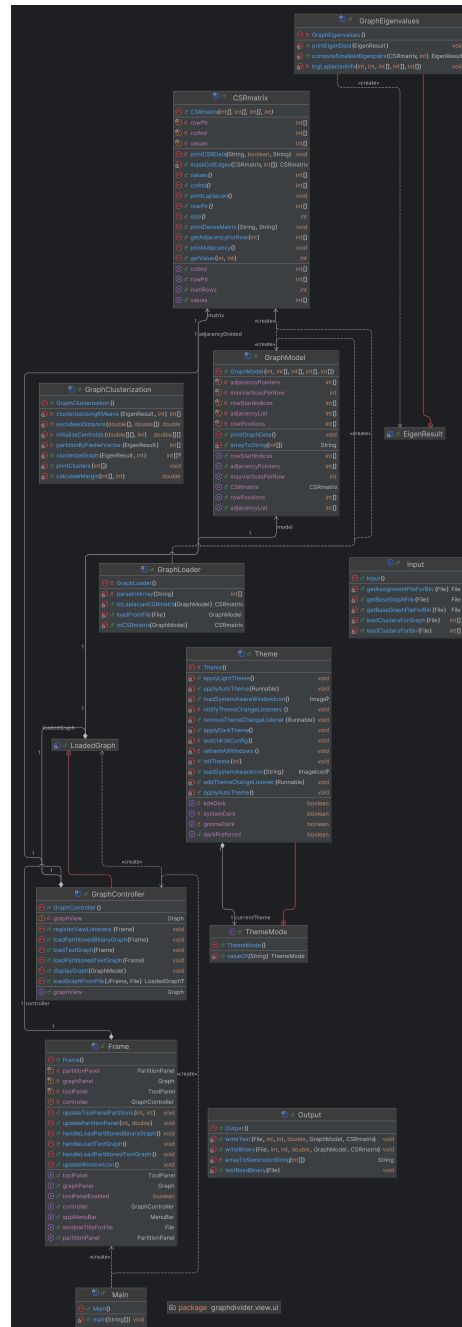 GraphEigenvalues
GraphEigenvalues()
printEigenData(EigenResult) void
computeSmallestEigenpairs(CSRmatrix, int) EigenResult
logLaplacianInfo(int, int, int[], int[], int[]) void
«create»
CSRmatrix
CSRmatrix(int[], int[], int[], int)
rowPtr int[]
colInd int[]
values int[]
printCSRData(String, boolean, String) void
maskCutEdges(CSRmatrix, int[]) CSRmatrix
values() int[]
colInd() int[]
printLaplacian() void
rowPtr() int[]
size() int
printDenseMatrix(String, String) void
getAdjacencyForRow(int) int[]
printAdjacency() void
getValue(int, int) int
colInd int[]
rowPtr int[]
numRows int
values int[]
matrix
1
1 adjacencyDivided
«create»
«create»
GraphModel
GraphModel(int, int[], int[], int[], int[])
adjacencyPointers int[]
maxVerticesPerRow int
rowStartIndices int[]
adjacencyList int[]
rowPositions int[]
printGraphData() void
arrayToString(int[]) String
rowStartIndices int[]
adjacencyPointers int[]
maxVerticesPerRow int
CSRmatrix CSRmatrix
rowPositions int[]
adjacencyList int[]
GraphClusterization
GraphClusterization()
clusterizeUsingKMeans(EigenResult, int) int[]
euclideanDistance(double[], double[]) double
initializeCentroids(double[][], int) double[][]
partitionByFiedlerVector(EigenResult) int[]
clusterizeGraph(EigenResult, int) int[]?
printClusters(int[]) void
calculateMargin(int[], int) double
EigenResult
model
1
GraphLoader
GraphLoader()
parseIntArray(String) int[]
toLaplacianCSRmatrix(GraphModel) CSRmatrix
loadFromFile(File) GraphModel
toCSRmatrix(GraphModel) CSRmatrix
Input
Input()
getAssignmentFileForBin(File) File
getBaseGraphFile(File) File
getBaseGraphFileForBin(File) File
loadClustersForGraph(File) int[]
loadClustersForBin(File) int[]
Theme
Theme()
applyLightTheme() void
applyAutoTheme(Runnable) void
loadSystemAwareWindowIcon() Image?
notifyThemeChangeListeners() void
removeThemeChangeListener(Runnable) void
applyDarkTheme() void
watchKdeConfig() void
refreshAllWindows() void
initTheme(int) void
loadSystemAwareIcon(String) ImageIcon?
addThemeChangeListener(Runnable) void
applyAutoTheme() void
kdeDark boolean
systemDark boolean
gnomeDark boolean
darkPreferred boolean
1
loadedGraph
1
LoadedGraph
1
«create»
1
1
1
1 currentTheme
GraphController
GraphController()
graphView Graph
registerViewListeners(Frame) void
loadPartitionedBinaryGraph(Frame) void
loadTextGraph(Frame) void
loadPartitionedTextGraph(Frame) void
displayGraph(GraphModel) void
loadGraphFromFile(JFrame, File) LoadedGraph?
graphView Graph
ThemeMode
ThemeMode()
valueOf(String) ThemeMode
1 controller
1
Frame
Frame()
partitionPanel PartitionPanel
graphPanel Graph
toolPanel ToolPanel
controller GraphController
updateToolPanelPartitions(int, int) void
updatePartitionPanel(int, double) void
handleLoadPartitionedBinaryGraph() void
handleLoadTextGraph() void
handleLoadPartitionedTextGraph() void
updateWindowIcon() void
toolPanel ToolPanel
graphPanel Graph
toolPanelEnabled boolean
controller GraphController
appMenuBar MenuBar
windowTitleForFile File
partitionPanel PartitionPanel
«create»
Output
Output()
writeText(File, int, int, double, GraphModel, CSRmatrix) void
writeBinary(File, int, int, double, GraphModel, CSRmatrix) void
arrayToSemicolonString(int[]) String
testReadBinary(File) void
«create»
Main
Main()
main(String[]) void
package graphdivider.view.ui